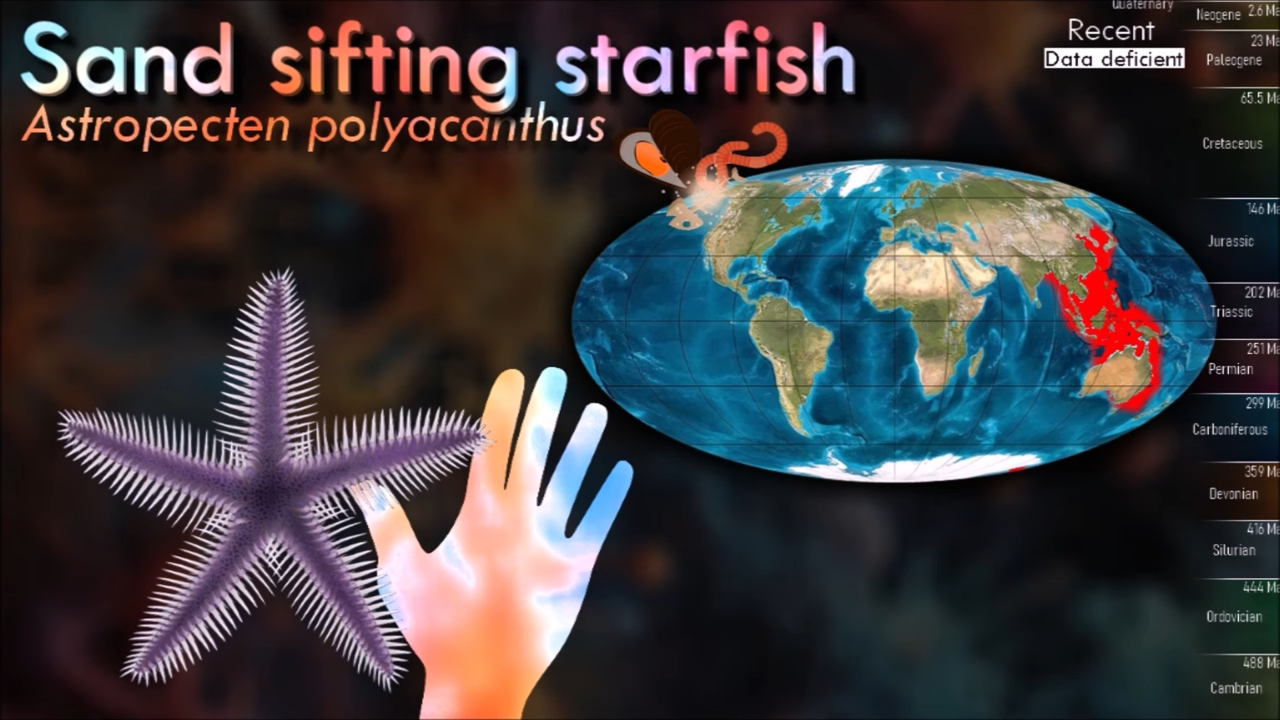 Sand sifting starfish
Astropecten polyacanthus
Recent
Data deficient
Quaternary
2.6 Ma
Neogene
23 Ma
Paleogene
65.5 Ma
Cretaceous
146 Ma
Jurassic
202 Ma
Triassic
251 Ma
Permian
299 Ma
Carboniferous
359 Ma
Devonian
416 Ma
Silurian
444 Ma
Ordovician
488 Ma
Cambrian